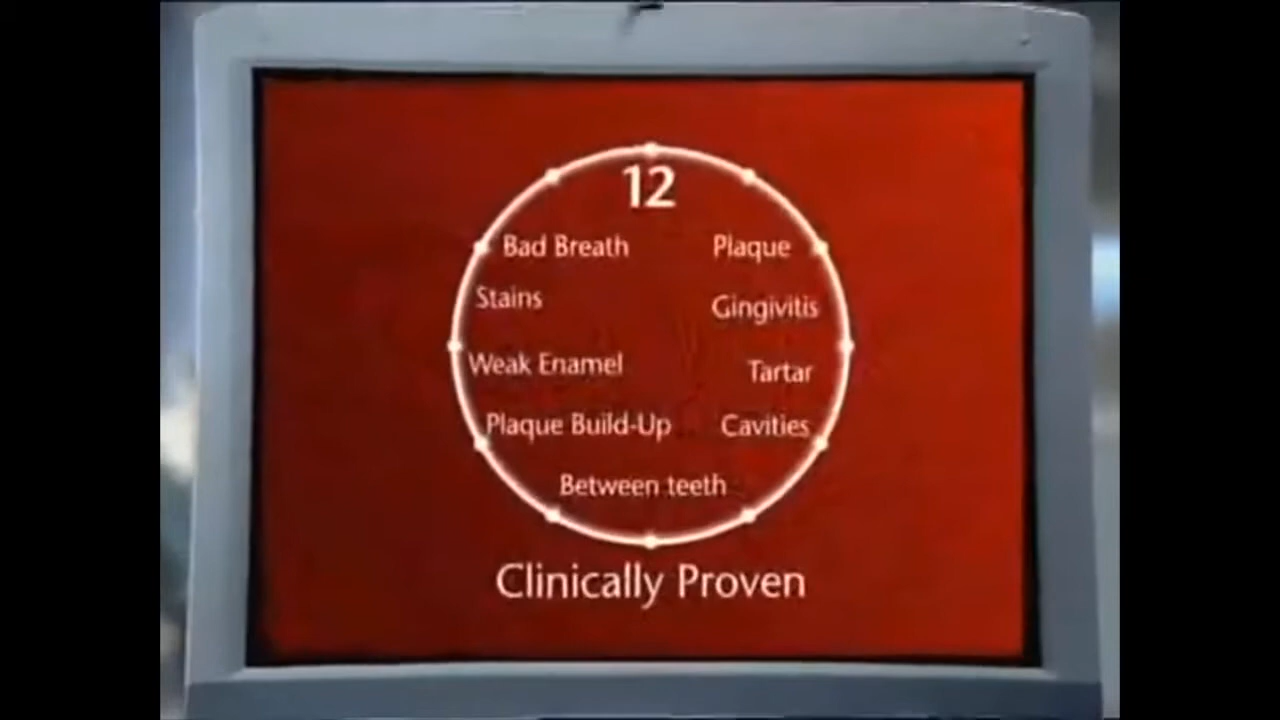 12
Bad Breath
Plaque
Stains
Gingivitis
Weak Enamel
Tartar
Plaque Build-Up
Cavities
Between teeth
Clinically Proven